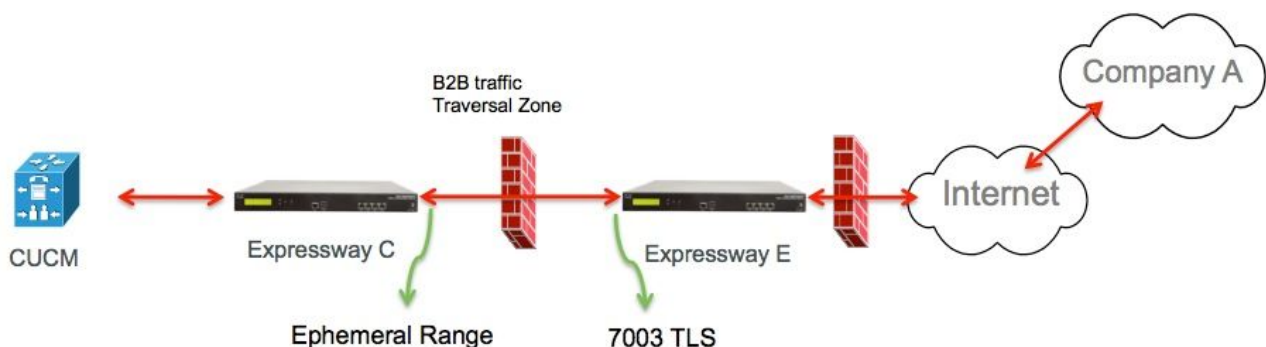 Company A
B2B traffic
Traversal Zone
Internet
CUCM
Expressway C
Expressway E
Ephemeral Range
7003 TLS